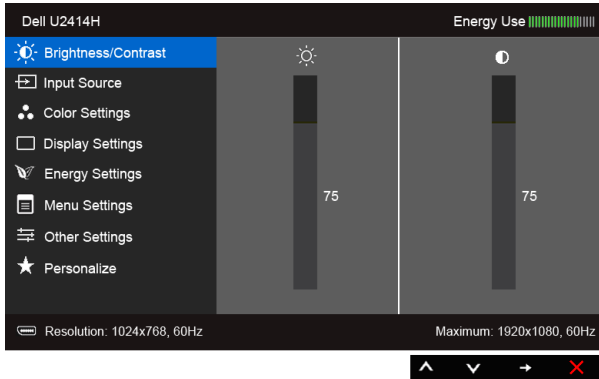 Dell U2414H
Energy Use
Brightness/Contrast
Input Source
Color Settings
Display Settings
Energy Settings
Menu Settings
Other Settings
Personalize
75
75
Resolution: 1024x768, 60Hz
Maximum: 1920x1080, 60Hz